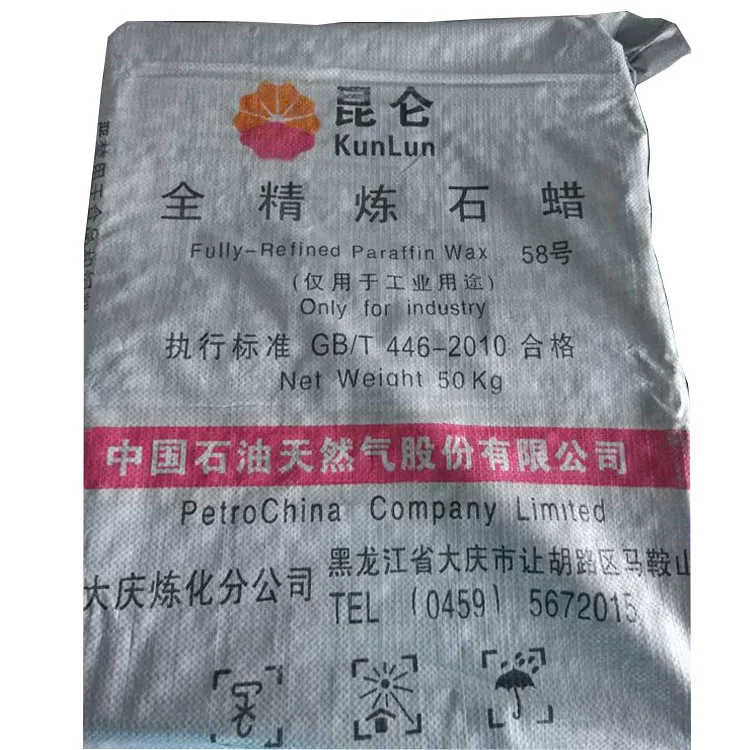 昆仑
KunLun
全精炼石蜡
Fully-Refined Paraffin Wax 58号
(仅用于工业用途)
Only for industry
执行标准 GB/T 446-2010 合格
Net Weight 50Kg
中国石油天然气股份有限公司
PetroChina Company Limited
大庆炼化分公司
黑龙江省大庆市让胡路区马鞍山
TEL (0459) 5672015